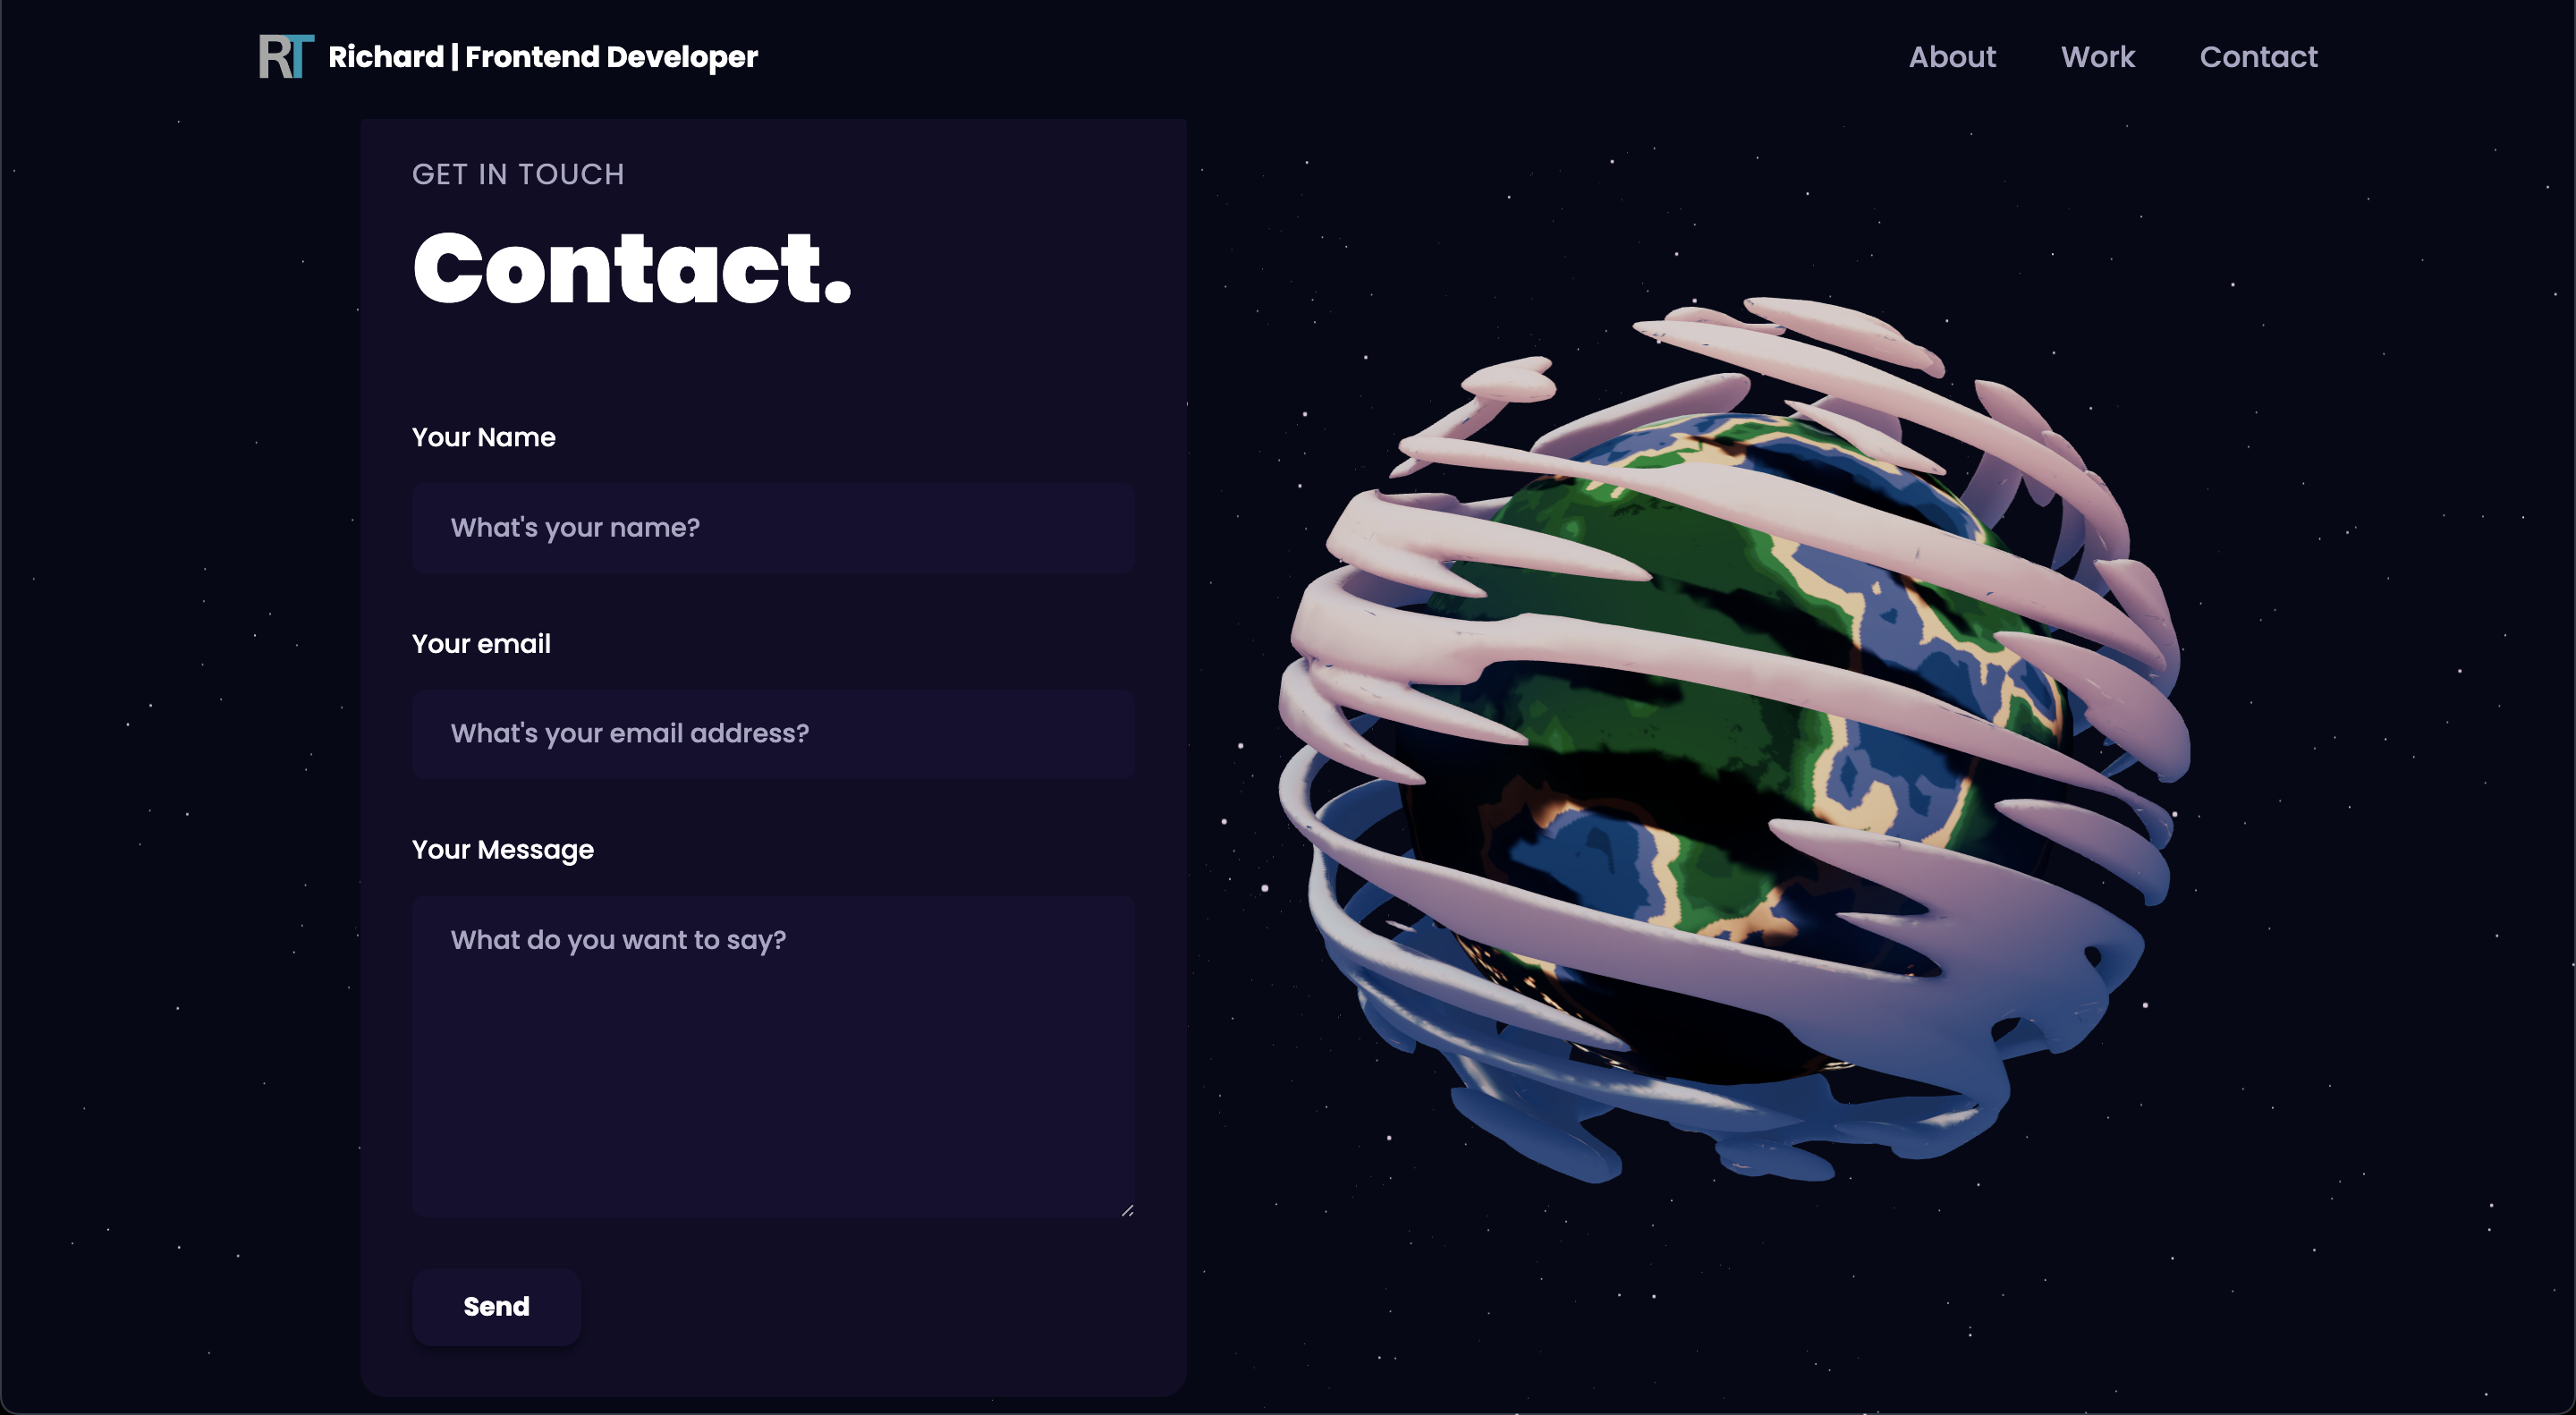 RT Richard | Frontend Developer
About Work Contact
GET IN TOUCH
Contact.
Your Name
What's your name?
Your email
What's your email address?
Your Message
What do you want to say?
Send